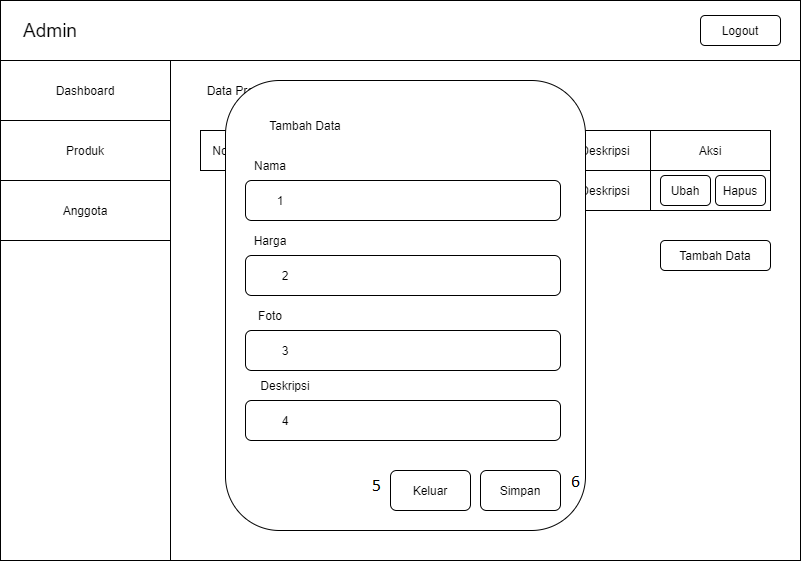 Admin
Logout
Dashboard
Data Pr
Produk
Anggota
Tambah Data
No
Deskripsi
Aksi
Deskripsi
Ubah
Hapus
Tambah Data
Nama
1
Harga
2
Foto
3
Deskripsi
4
5
Keluar
Simpan
6